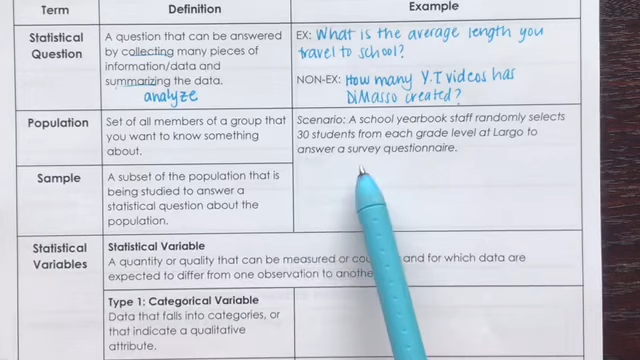 Term Definition Example
Statistical
Question
A question that can be answered
by collecting many pieces of
information/data and
summarizing the data.
analyze
EX: What is the average length you
travel to school?
NON-EX: How many Y.T videos has
DiMasso created?
Population
Set of all members of a group that
you want to know something
about.
Scenario: A school yearbook staff randomly selects
30 students from each grade level at Largo to
answer a survey questionnaire.
Sample
A subset of the population that is
being studied to answer a
statistical question about the
population.
Statistical
Variables
Statistical Variable
A quantity or quality that can be measured or and for which data are
expected to differ from one observation to
Type 1: Categorical Variable
Data that falls into categories, or
that indicate a qualitative
attribute.